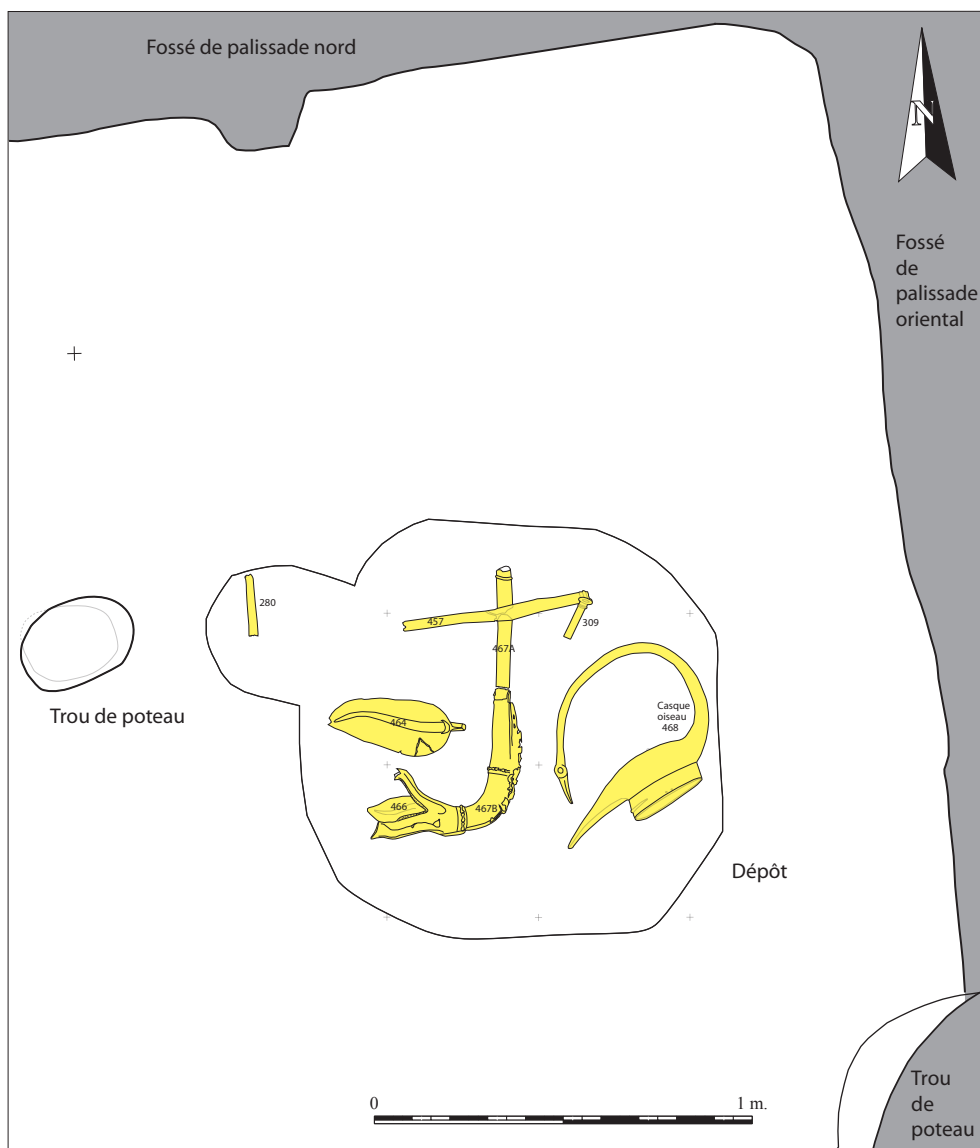 Fossé de palissade nord
N
Fossé
de
palissade
oriental
280
457
309
467A
Trou de poteau
464
Casque
oiseau
468
466
467B
Dépôt
0
1 m.
Trou
de
poteau